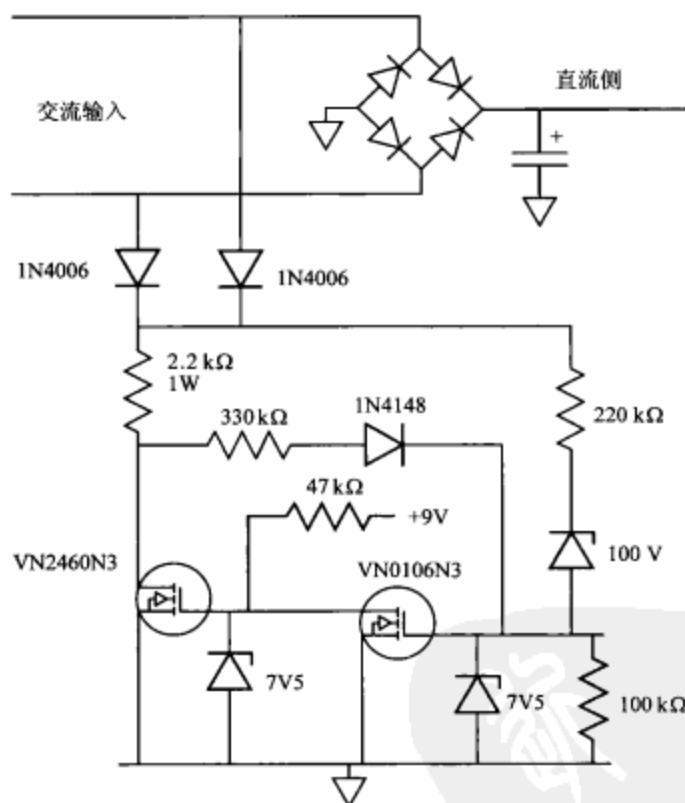 交流输入
直流侧
+
1N4006
1N4006
2.2 kΩ
1W
330 kΩ
1N4148
220 kΩ
47 kΩ
+9V
100 V
VN2460N3
VN0106N3
7V5
7V5
100 kΩ